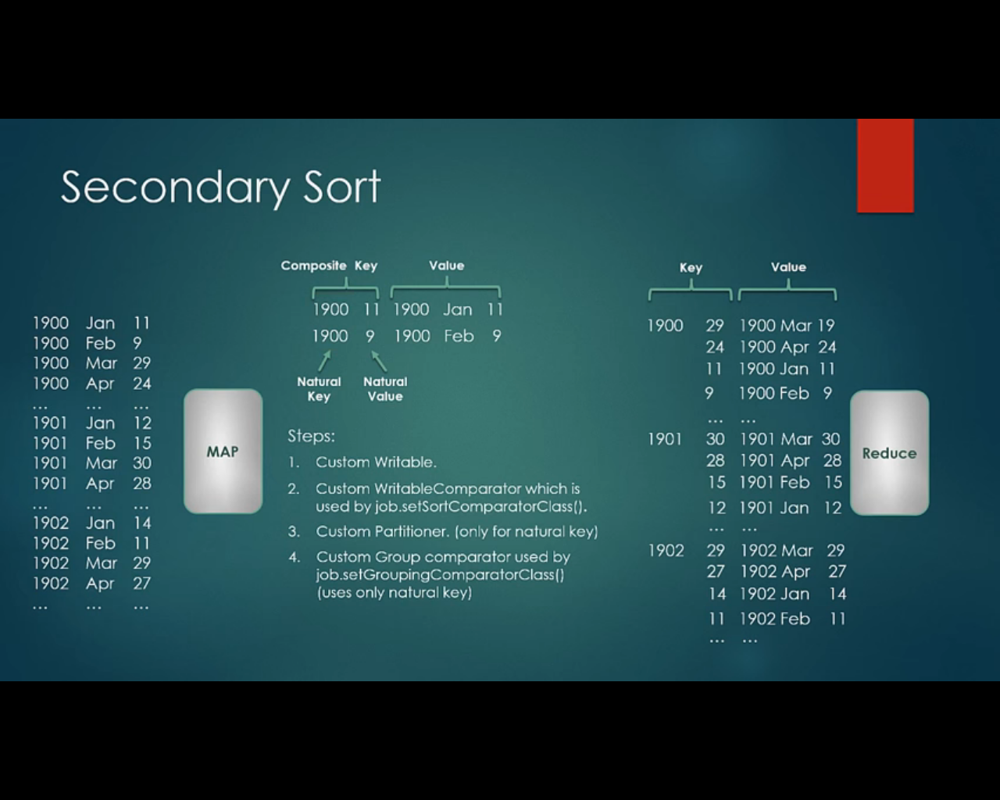 Secondary Sort
1900 Jan 11
1900 Feb 9
1900 Mar 29
1900 Apr 24
... ... ...
1901 Jan 12
1901 Feb 15
1901 Mar 30
1901 Apr 28
... ... ...
1902 Jan 14
1902 Feb 11
1902 Mar 29
1902 Apr 27
... ... ...
MAP
Composite Key Value
1900 11 1900 Jan 11
1900 9 1900 Feb 9
Natural Key
Natural Value
Steps:
1. Custom Writable.
2. Custom WritableComparator which is
used by job.setSortComparatorClass().
3. Custom Partitioner. (only for natural key)
4. Custom Group comparator used by
job.setGroupingComparatorClass()
(uses only natural key)
Key Value
1900 29 1900 Mar 19
24 1900 Apr 24
11 1900 Jan 11
9 1900 Feb 9
... ...
1901 30 1901 Mar 30
28 1901 Apr 28
15 1901 Feb 15
12 1901 Jan 12
... ...
1902 29 1902 Mar 29
27 1902 Apr 27
14 1902 Jan 14
11 1902 Feb 11
... ...
Reduce